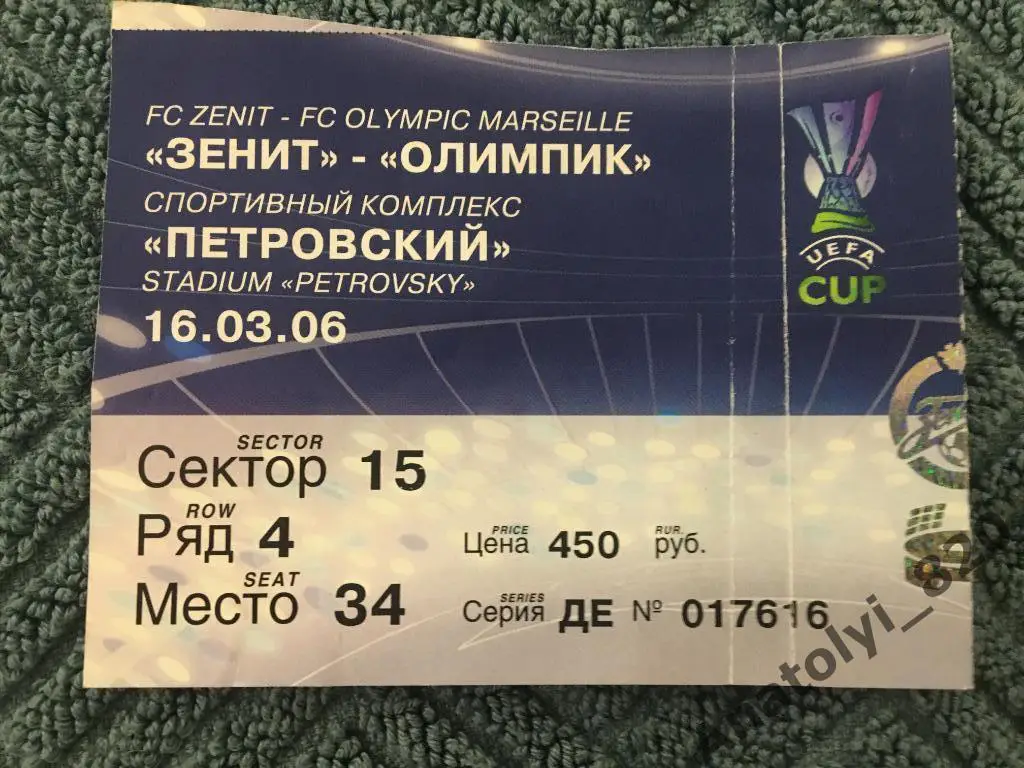 FC ZENIT - FC OLYMPIC MARSEILLE
«ЗЕНИТ» - «ОЛИМПИК»
СПОРТИВНЫЙ КОМПЛЕКС
«ПЕТРОВСКИЙ»
STADIUM «PETROVSKY»
16.03.06
UEFA
CUP
SECTOR
Сектор 15
ROW
Ряд 4
PRICE RUR.
Цена 450 руб.
SEAT
Место 34
SERIES
Серия ДЕ № 017616
Anatolyi_82